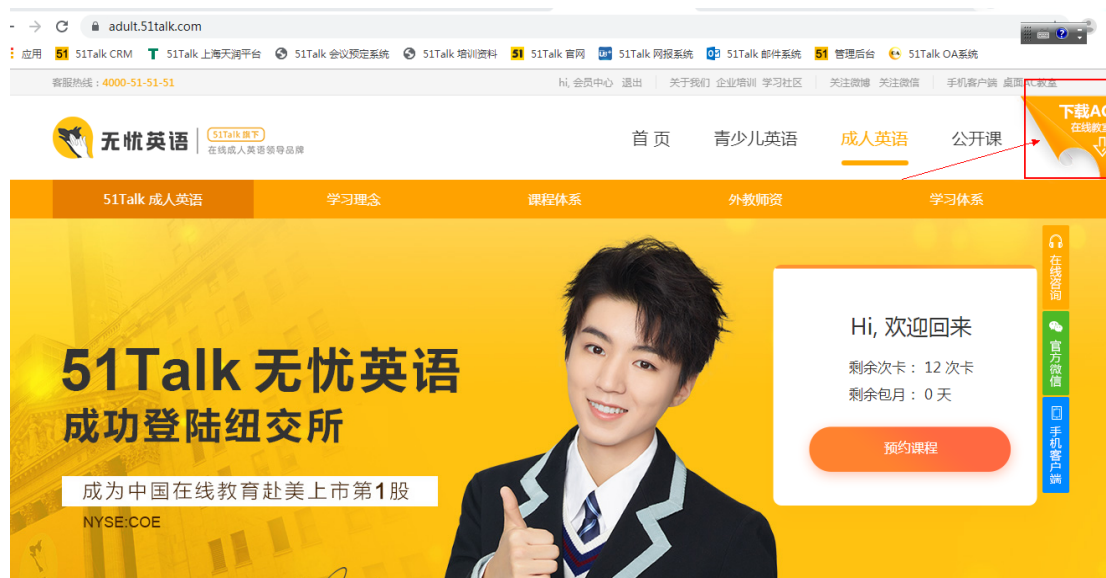 adult.51talk.com
应用 51Talk CRM 51Talk 上海天润平台 51Talk 会议预定系统 51Talk 培训资料 51Talk 官网 51Talk 网报系统 51Talk 邮件系统 管理后台 51Talk OA系统
客服热线：4000-51-51-51 hi, 会员中心 退出 关于我们 企业培训 学习社区 关注微博 关注微信 手机客户端 桌面AC教室
无忧英语 51Talk 旗下 在线成人英语领导品牌
首 页 青少儿英语 成人英语 公开课
下载AC
在线教室
51Talk 成人英语 学习理念 课程体系 外教师资 学习体系
51Talk 无忧英语
成功登陆纽交所
成为中国在线教育赴美上市第1股
NYSE:COE
Hi, 欢迎回来
剩余次卡： 12 次卡
剩余包月： 0 天
预约课程
在线咨询
官方微信
手机客户端